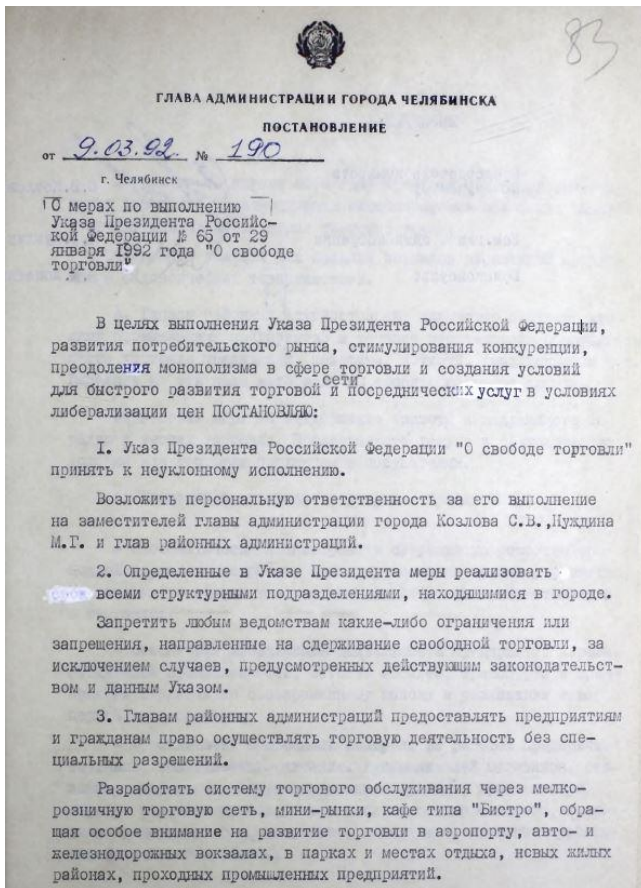 83
ГЛАВА АДМИНИСТРАЦИИ ГОРОДА ЧЕЛЯБИНСКА
ПОСТАНОВЛЕНИЕ
от 9.03.92. № 190
г. Челябинск
О мерах по выполнению
Указа Президента Россий-
кой Федерации № 65 от 29
января 1992 года "О свободе
торговли"
В целях выполнения Указа Президента Российской Федерации,
развития потребительского рынка, стимулирования конкуренции,
преодоления монополизма в сфере торговли и создания условий
сети
для быстрого развития торговой и посреднических услуг в условиях
либерализации цен ПОСТАНОВЛЯЮ:
I. Указ Президента Российской Федерации "О свободе торговли"
принять к неуклонному исполнению.
Возложить персональную ответственность за его выполнение
на заместителей главы администрации города Козлова С.В.,Нуждина
М.Г. и глав районных администраций.
2. Определенные в Указе Президента меры реализовать
всеми структурными подразделениями, находящимися в городе.
Запретить любым ведомствам какие-либо ограничения или
запрещения, направленные на сдерживание свободной торговли, за
исключением случаев, предусмотренных действующим законодательст-
вом и данным Указом.
3. Главам районных администраций предоставлять предприятиям
и гражданам право осуществлять торговую деятельность без спе-
циальных разрешений.
Разработать систему торгового обслуживания через мелко-
розничную торговую сеть, мини-рынки, кафе типа "Бистро", обра-
щая особое внимание на развитие торговли в аэропорту, авто- и
железнодорожных вокзалах, в парках и местах отдыха, новых жилых
районах, проходных промышленных предприятий.